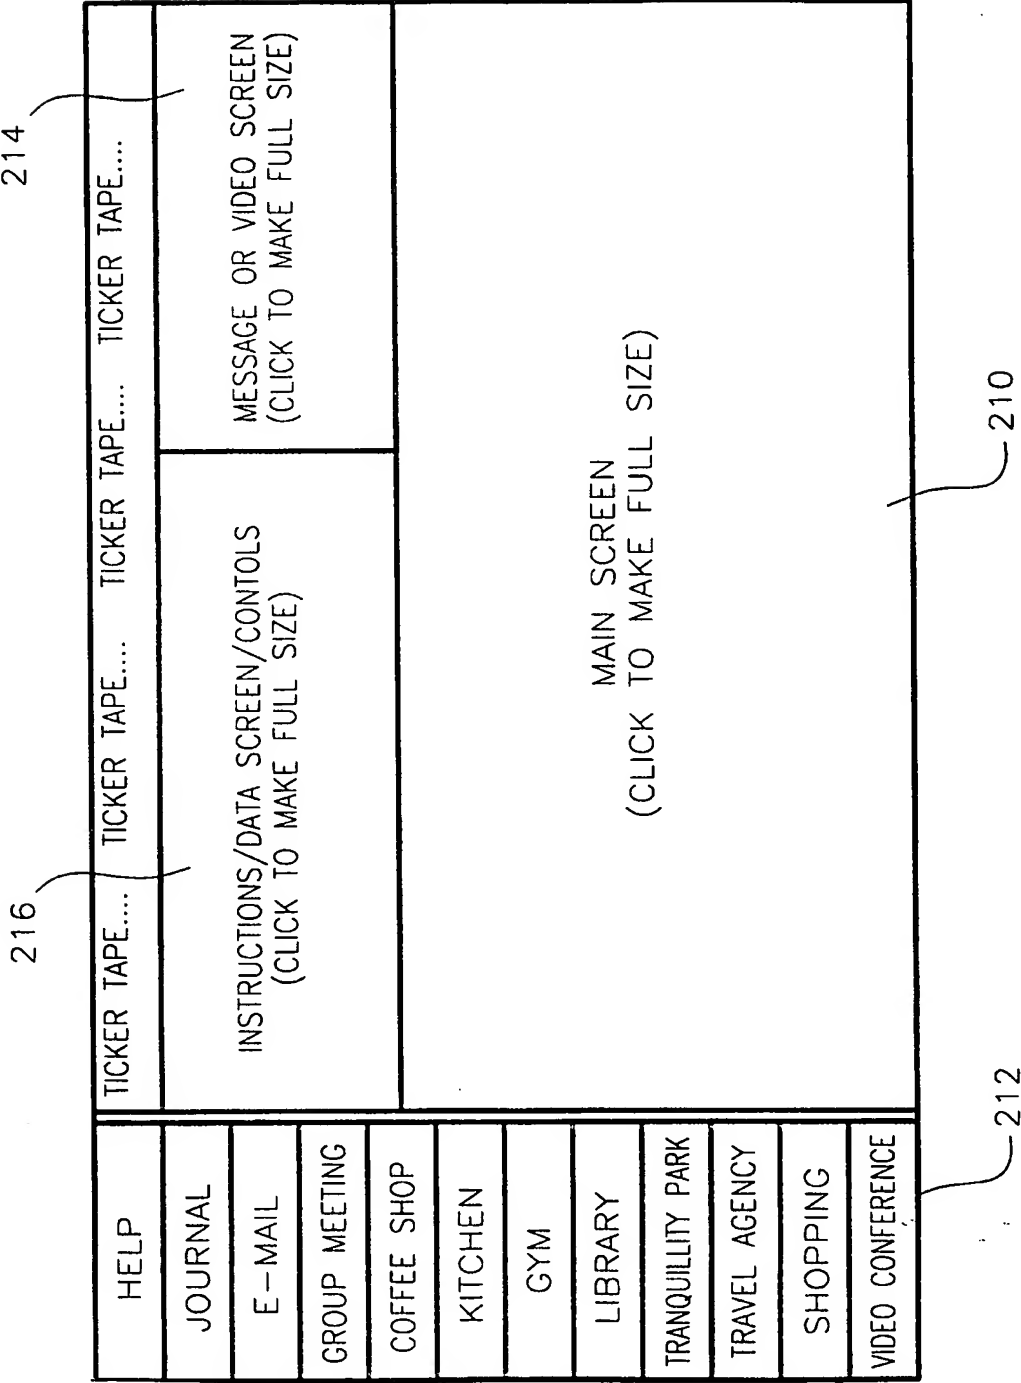 214
216
TICKER TAPE.... TICKER TAPE.... TICKER TAPE.... TICKER TAPE....
HELP
JOURNAL
E-MAIL
GROUP MEETING
COFFEE SHOP
KITCHEN
GYM
LIBRARY
TRANQUILLITY PARK
TRAVEL AGENCY
SHOPPING
VIDEO CONFERENCE
INSTRUCTIONS/DATA SCREEN/CONTOLS
(CLICK TO MAKE FULL SIZE)
MESSAGE OR VIDEO SCREEN
(CLICK TO MAKE FULL SIZE)
MAIN SCREEN
(CLICK TO MAKE FULL SIZE)
212
210